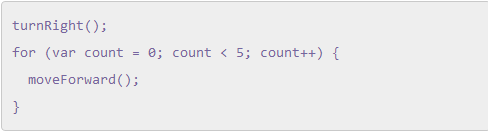 turnRight();
for (var count = 0; count < 5; count++) {
  moveForward();
}